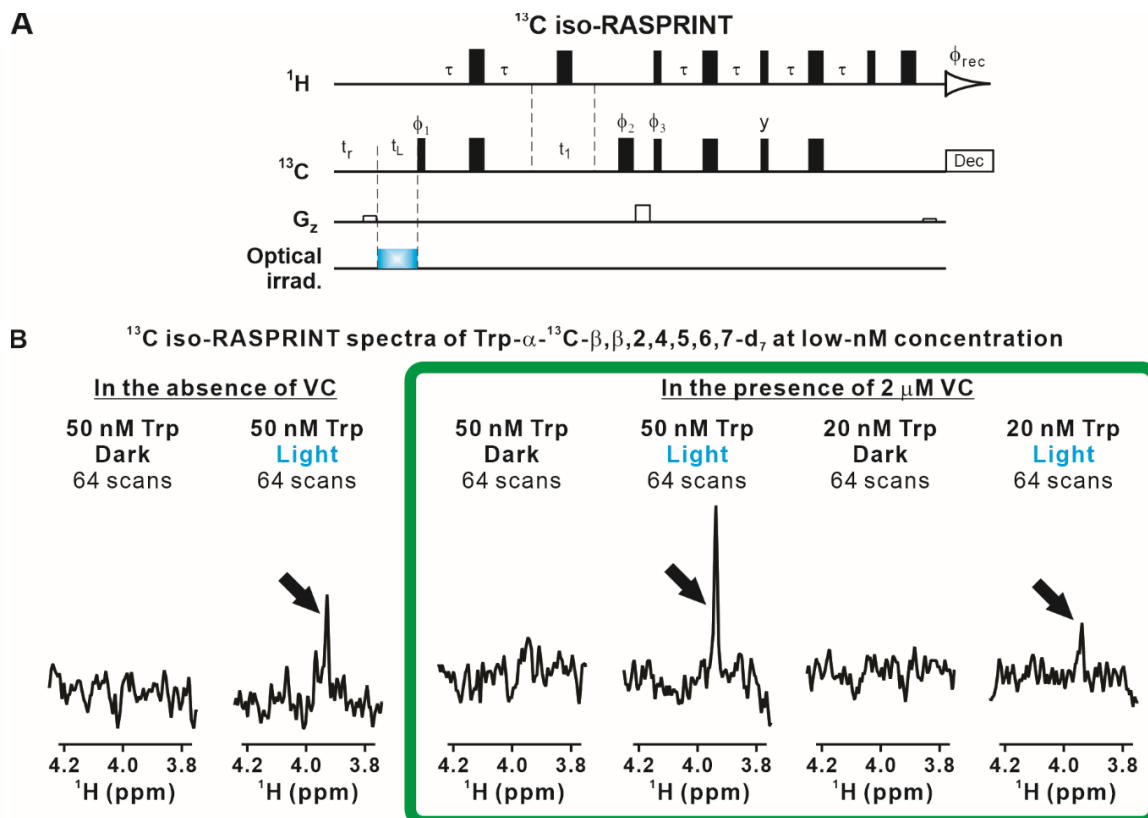 A
¹³C iso-RASPRINT
¹H τ τ τ τ τ τ ϕrec
¹³C tr tL ϕ1 t1 ϕ2 ϕ3 y Dec
Gz
Optical
irrad.
B ¹³C iso-RASPRINT spectra of Trp-α-¹³C-β,β,2,4,5,6,7-d₇ at low-nM concentration
In the absence of VC In the presence of 2 μM VC
50 nM Trp 50 nM Trp 50 nM Trp 50 nM Trp 20 nM Trp 20 nM Trp
Dark Light Dark Light Dark Light
64 scans 64 scans 64 scans 64 scans 64 scans 64 scans
4.2 4.0 3.8 4.2 4.0 3.8 4.2 4.0 3.8 4.2 4.0 3.8 4.2 4.0 3.8 4.2 4.0 3.8
¹H (ppm) ¹H (ppm) ¹H (ppm) ¹H (ppm) ¹H (ppm) ¹H (ppm)